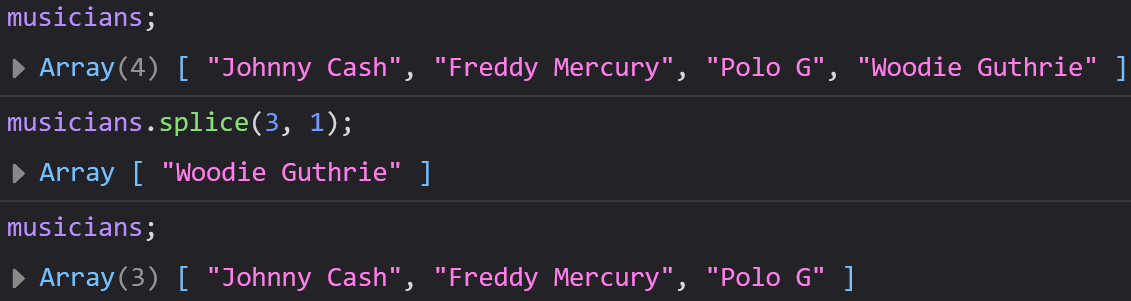 musicians;
Array(4) [ "Johnny Cash", "Freddy Mercury", "Polo G", "Woodie Guthrie" ]
musicians.splice(3, 1);
Array [ "Woodie Guthrie" ]
musicians;
Array(3) [ "Johnny Cash", "Freddy Mercury", "Polo G" ]